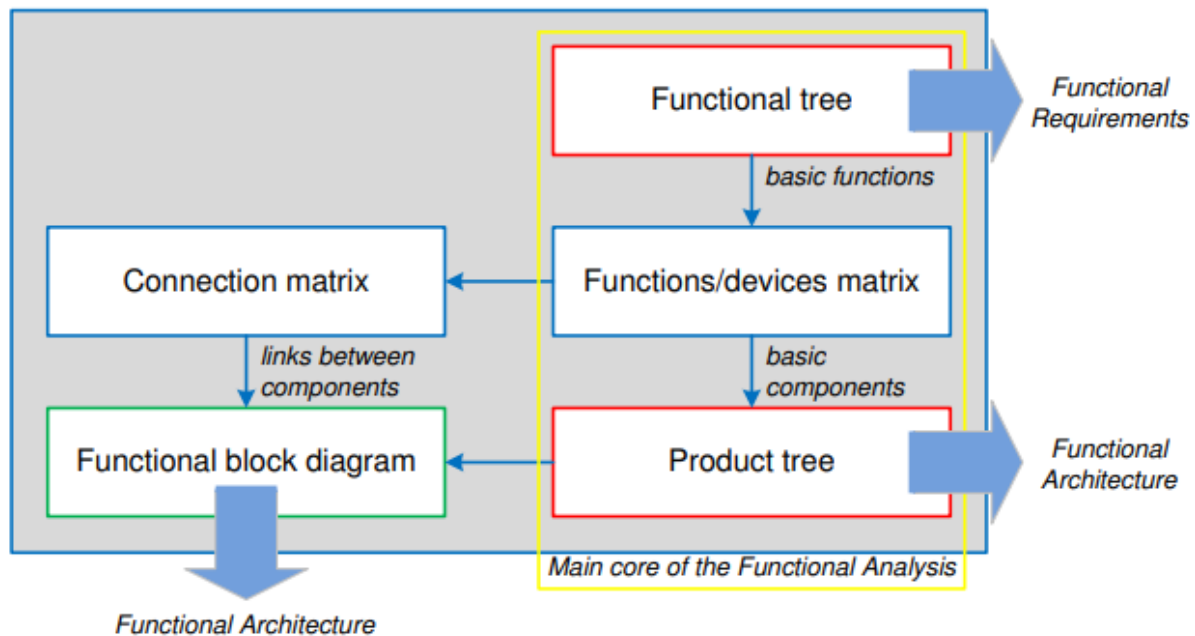 Functional tree
Functional
Requirements
basic functions
Connection matrix
Functions/devices matrix
links between
components
basic
components
Functional block diagram
Product tree
Functional
Architecture
Main core of the Functional Analysis
Functional Architecture